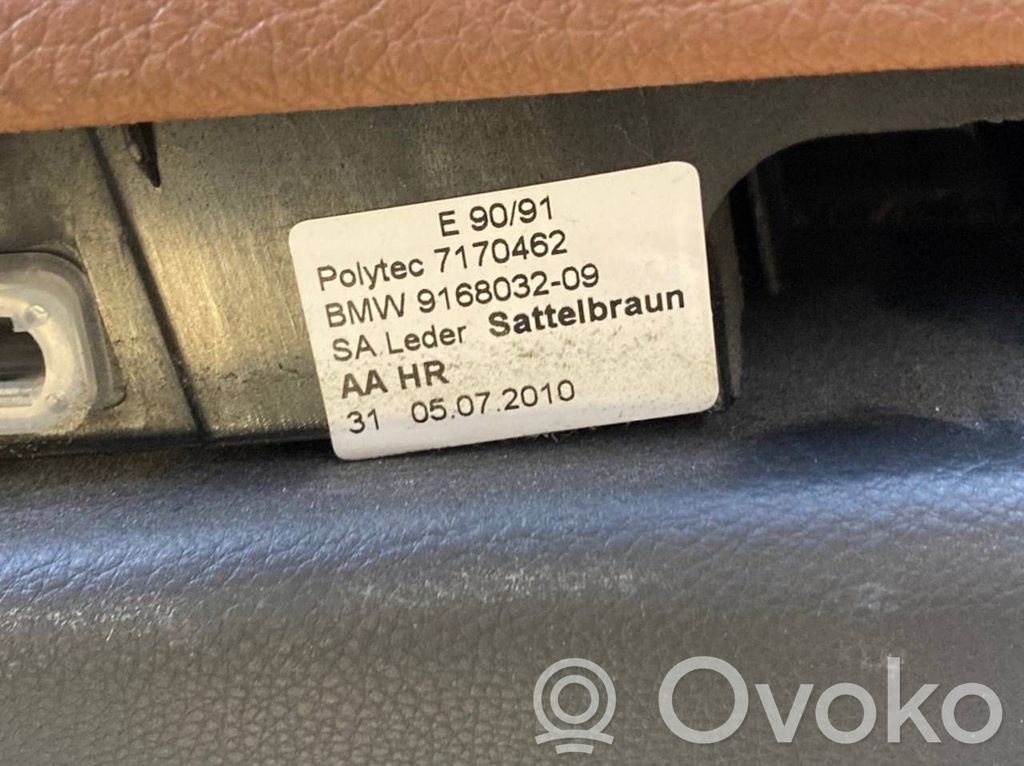 E 90/91
Polytec 7170462
BMW 9168032-09
SA Leder Sattelbraun
AA HR
31 05.07.2010
Ovoko